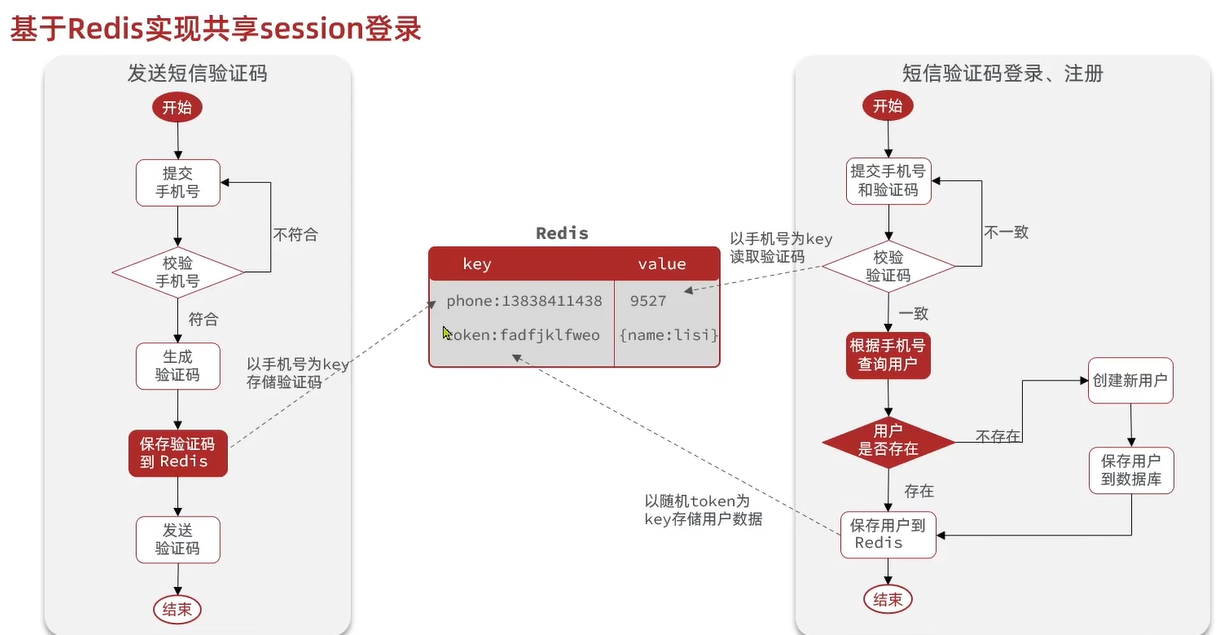 基于Redis实现共享session登录
发送短信验证码
开始
提交
手机号
不符合
校验
手机号
符合
生成
验证码
以手机号为key
存储验证码
保存验证码
到 Redis
发送
验证码
结束
Redis
key value
phone:13838411438 9527
oken:fadfjklfweo {name:lisi}
以手机号为key
读取验证码
以随机token为
key存储用户数据
短信验证码登录、注册
开始
提交手机号
和验证码
不一致
校验
验证码
一致
根据手机号
查询用户
用户
是否存在
不存在
创建新用户
保存用户
到数据库
存在
保存用户到
Redis
结束